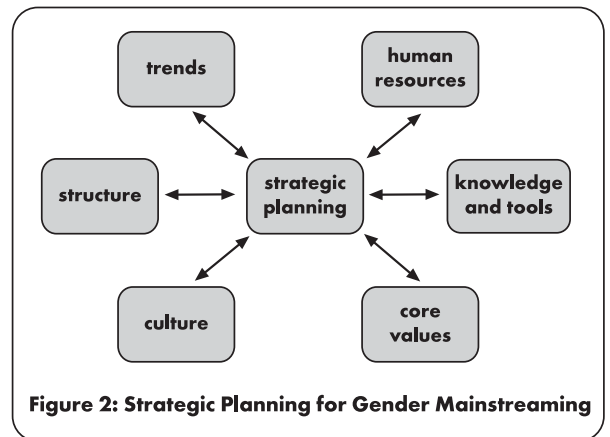 trends
human
resources
structure
strategic
planning
knowledge
and tools
culture
core
values
Figure 2: Strategic Planning for Gender Mainstreaming